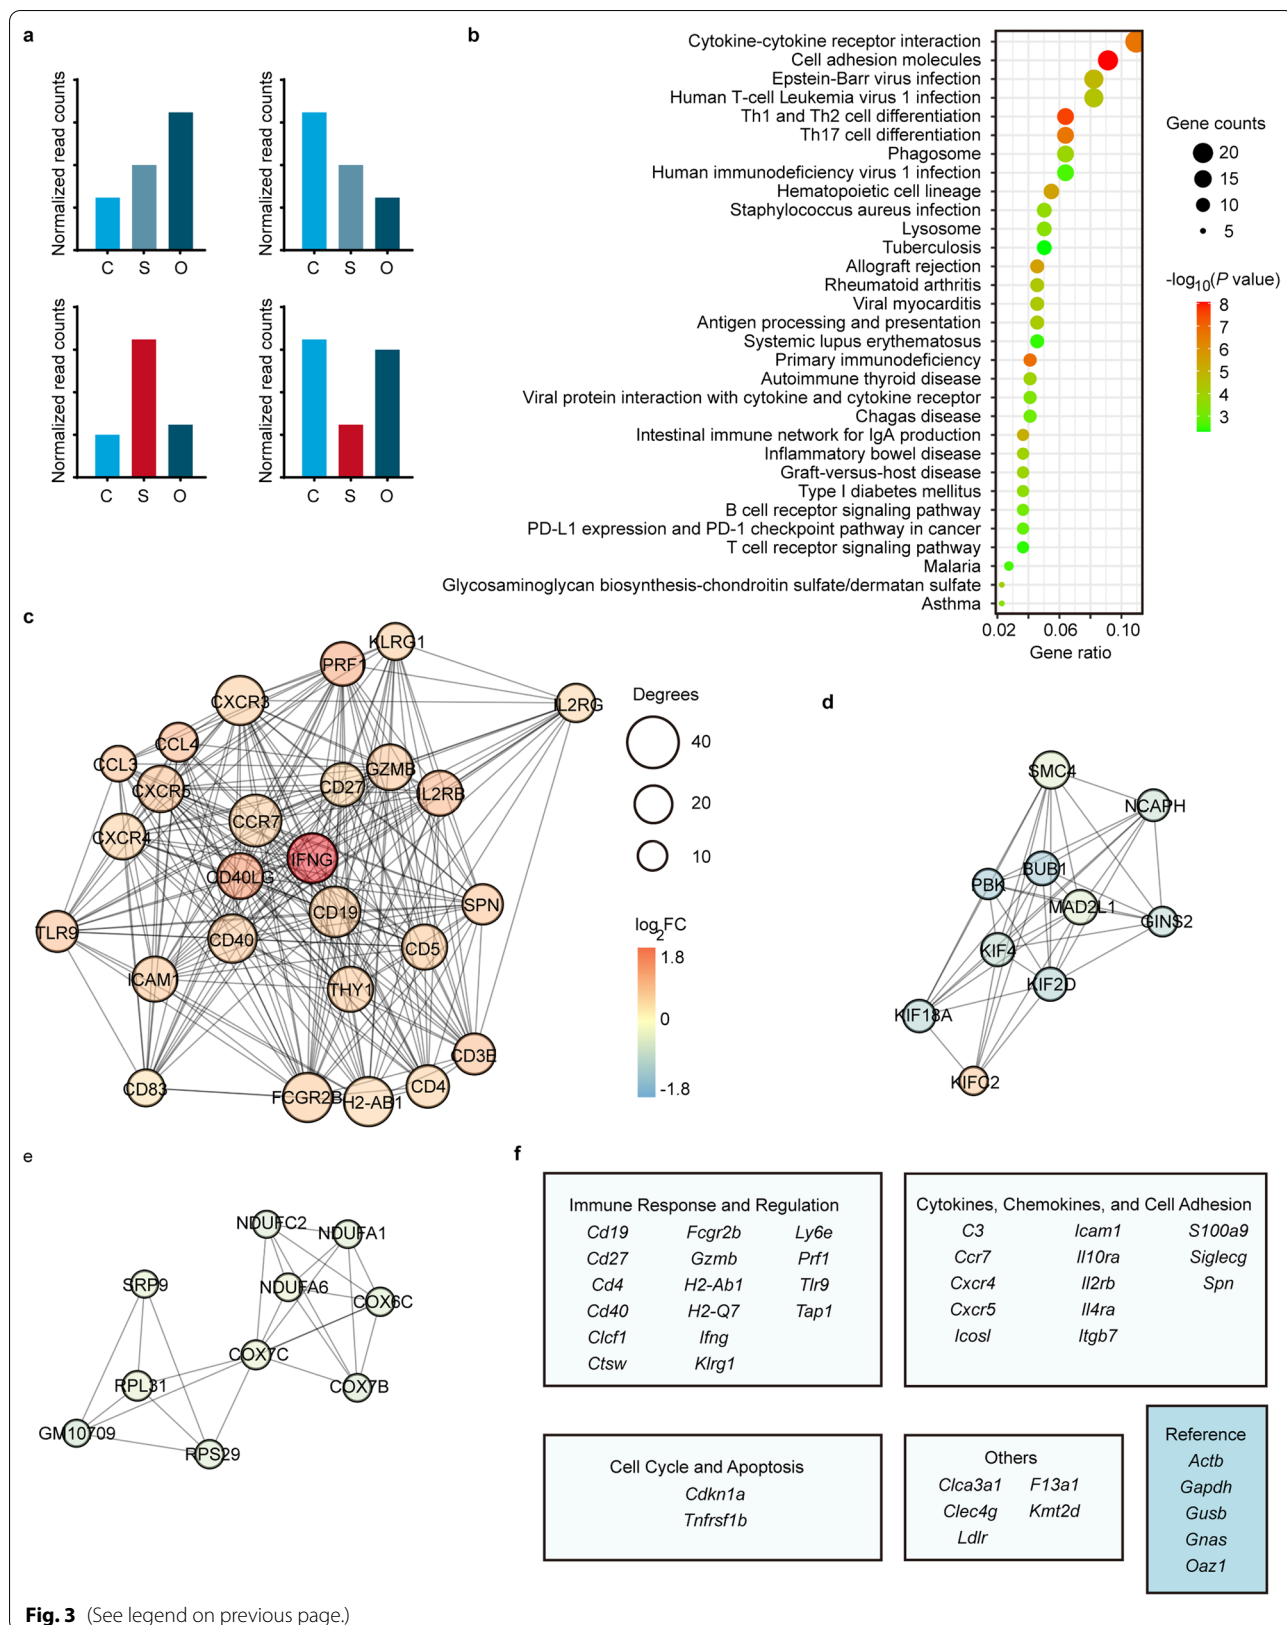 a
Normalized read counts
C S O
Normalized read counts
C S O
Normalized read counts
C S O
Normalized read counts
C S O
b
Cytokine-cytokine receptor interaction
Cell adhesion molecules
Epstein-Barr virus infection
Human T-cell Leukemia virus 1 infection
Th1 and Th2 cell differentiation
Th17 cell differentiation
Phagosome
Human immunodeficiency virus 1 infection
Hematopoietic cell lineage
Staphylococcus aureus infection
Lysosome
Tuberculosis
Allograft rejection
Rheumatoid arthritis
Viral myocarditis
Antigen processing and presentation
Systemic lupus erythematosus
Primary immunodeficiency
Autoimmune thyroid disease
Viral protein interaction with cytokine and cytokine receptor
Chagas disease
Intestinal immune network for IgA production
Inflammatory bowel disease
Graft-versus-host disease
Type I diabetes mellitus
B cell receptor signaling pathway
PD-L1 expression and PD-1 checkpoint pathway in cancer
T cell receptor signaling pathway
Malaria
Glycosaminoglycan biosynthesis-chondroitin sulfate/dermatan sulfate
Asthma
0.02 0.06 0.10
Gene ratio
Gene counts
20
15
10
5
-log10(P value)
8
7
6
5
4
3
c
KLRG1
PRF1
CXCR3
IL2RG
CCL4
CCL3
CXCR5
GZMB
CD27
IL2RB
CCR7
CXCR4
IFNG
CD40LG
SPN
CD19
TLR9
CD40
CD5
ICAM1
THY1
CD3E
CD83
FCGR2B
H2-AB1
CD4
Degrees
40
20
10
log2FC
1.8
0
-1.8
d
SMC4
NCAPH
BUB1
PBK
MAD2L1
GINS2
KIF4
KIF2D
KIF18A
KIFC2
e
NDUFC2
NDUFA1
SRP9
NDUFA6
COX6C
COX7C
RPL31
COX7B
GM10709
RPS29
f
Immune Response and Regulation
Cd19 Fcgr2b Ly6e
Cd27 Gzmb Prf1
Cd4 H2-Ab1 Tlr9
Cd40 H2-Q7 Tap1
Clcf1 Ifng
Ctsw Klrg1
Cytokines, Chemokines, and Cell Adhesion
C3 Icam1 S100a9
Ccr7 Il10ra Siglecg
Cxcr4 Il2rb Spn
Cxcr5 Il4ra
Icosl Itgb7
Cell Cycle and Apoptosis
Cdkn1a
Tnfrsf1b
Others
Clca3a1 F13a1
Clec4g Kmt2d
Ldlr
Reference
Actb
Gapdh
Gusb
Gnas
Oaz1
Fig. 3 (See legend on previous page.)